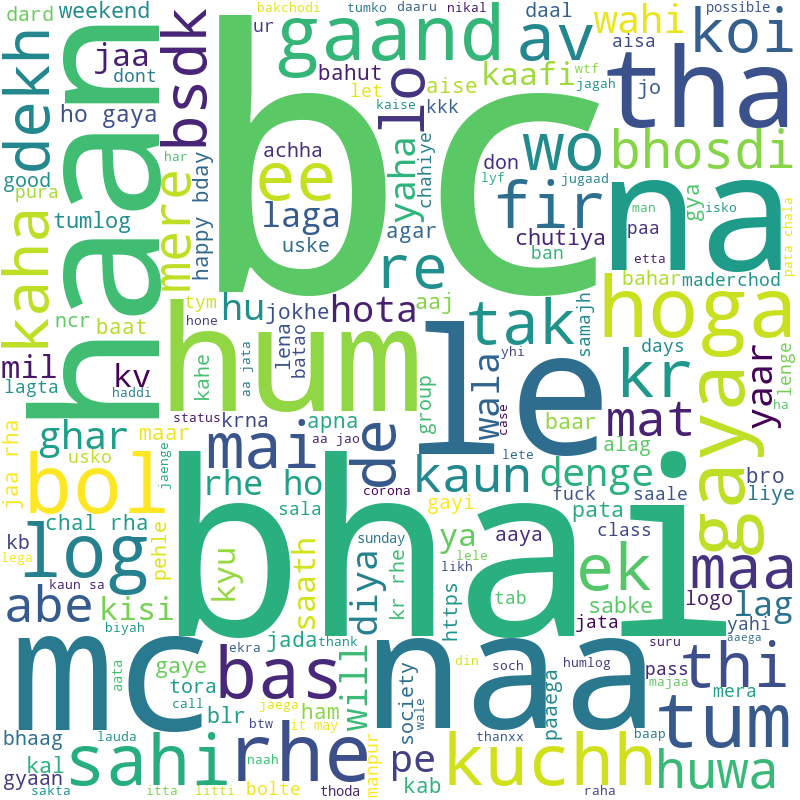 dard
weekend
bakchodi
tumko
daaru
nikal
daal
wahi
possible
koi
jaa
dont
bsdk
ur
gaand
av
aisa
dekh
haan
bahut
let
aise
kaise
kaafi
wtf
jagah
jo
tha
ho gaya
bc
lo
kkk
good
pura
har
achha
ee
yaha
chahiye
don
wo
bhosdi
tumlog
mere
happy bday
laga
uske
agar
lyf
jugaad
fir
na
man
gya
isko
pata chala
kaha
re
chutiya
ban
paa
etta
maderchod
bahar
ncr
baat
tym
hone
hu
jokhe
hota
aaj
tak
samajh
hoga
mil
lagta
kv
haddi
kahe
aa jata
hum
lena
batao
le
yhi
kr
days
lenge
ha
yaar
gayaga
ghar
maar
status
krna
apna
aa jao
group
wala
case
baar
mat
alag
jaa rha
bol
usko
jaenge
mai
rhe ho
de
corona
kaun
lete
denge
fuck
saale
bro
liye
kb
log
chal rha
pehle
sala
bhai
gayi
ya
aaya
pata
class
lega
kaun sa
kyu
saath
diya
sunday
kr rhe
lele
likh
https
tab
ek
sabke
maa
logo
lag
abe
kisi
biyah
jata
yahi
aaega
mc
aata
gaye
tora
call
bas
jada
ekra
thank
will
naa
din
soch
humlog
suru
pass
majaa
thi
mera
bhaag
lauda
blr
jaega
btw
ham
it may
society
wale
paaega
baap
tum
kal
gyaan
sakta
sahi
itta
litti
rhe
naah
bolte
thoda
manpur
pe
kab
thanxx
kuchh
raha
huwa